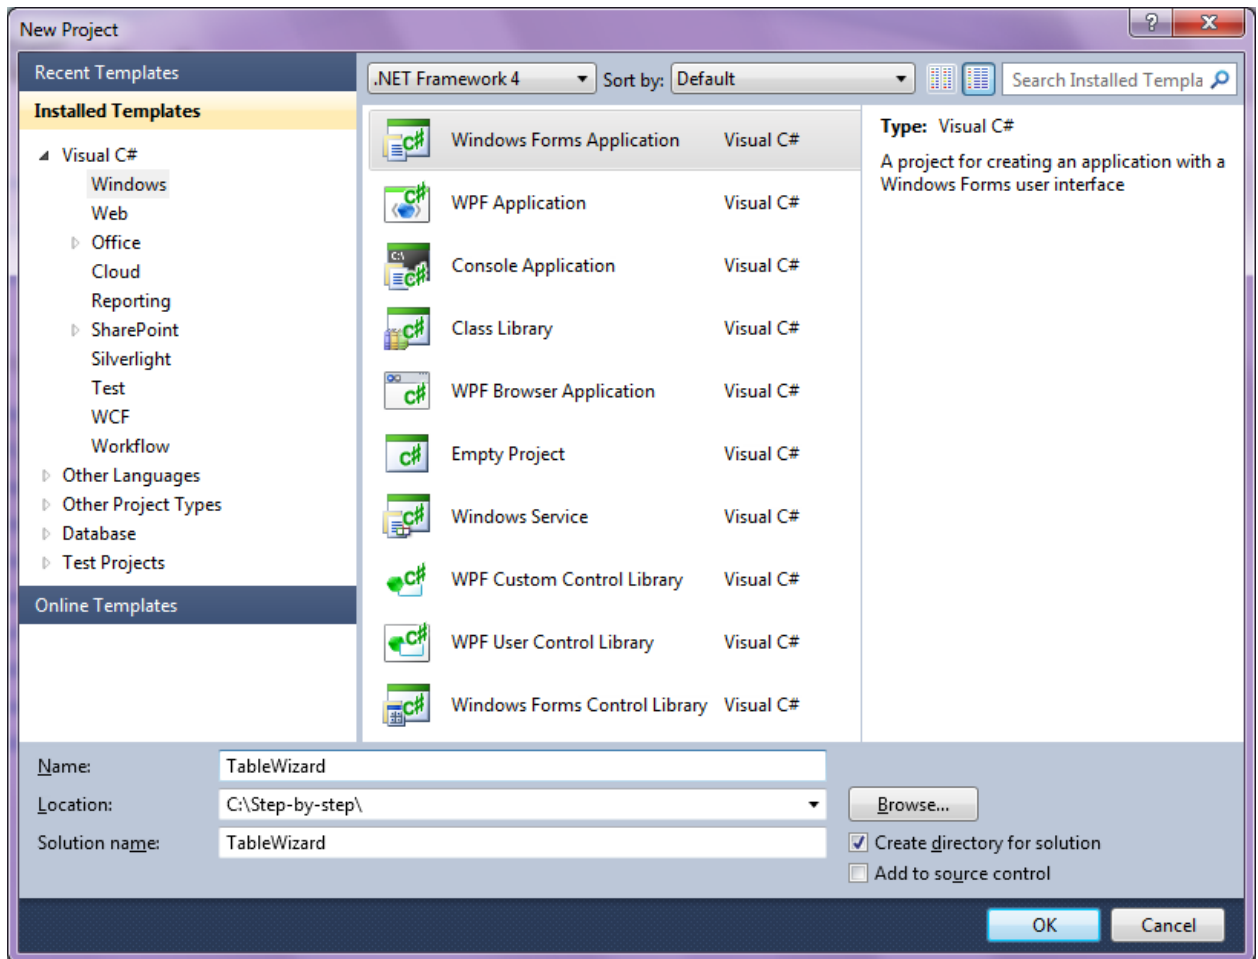 New Project
Recent Templates
Installed Templates
Visual C#
Windows
Web
Office
Cloud
Reporting
SharePoint
Silverlight
Test
WCF
Workflow
Other Languages
Other Project Types
Database
Test Projects
Online Templates
.NET Framework 4 Sort by: Default Search Installed Templa
Windows Forms Application Visual C#
WPF Application Visual C#
Console Application Visual C#
Class Library Visual C#
WPF Browser Application Visual C#
Empty Project Visual C#
Windows Service Visual C#
WPF Custom Control Library Visual C#
WPF User Control Library Visual C#
Windows Forms Control Library Visual C#
Type: Visual C#
A project for creating an application with a
Windows Forms user interface
Name: TableWizard
Location: C:\Step-by-step\ Browse...
Solution name: TableWizard
Create directory for solution
Add to source control
OK Cancel